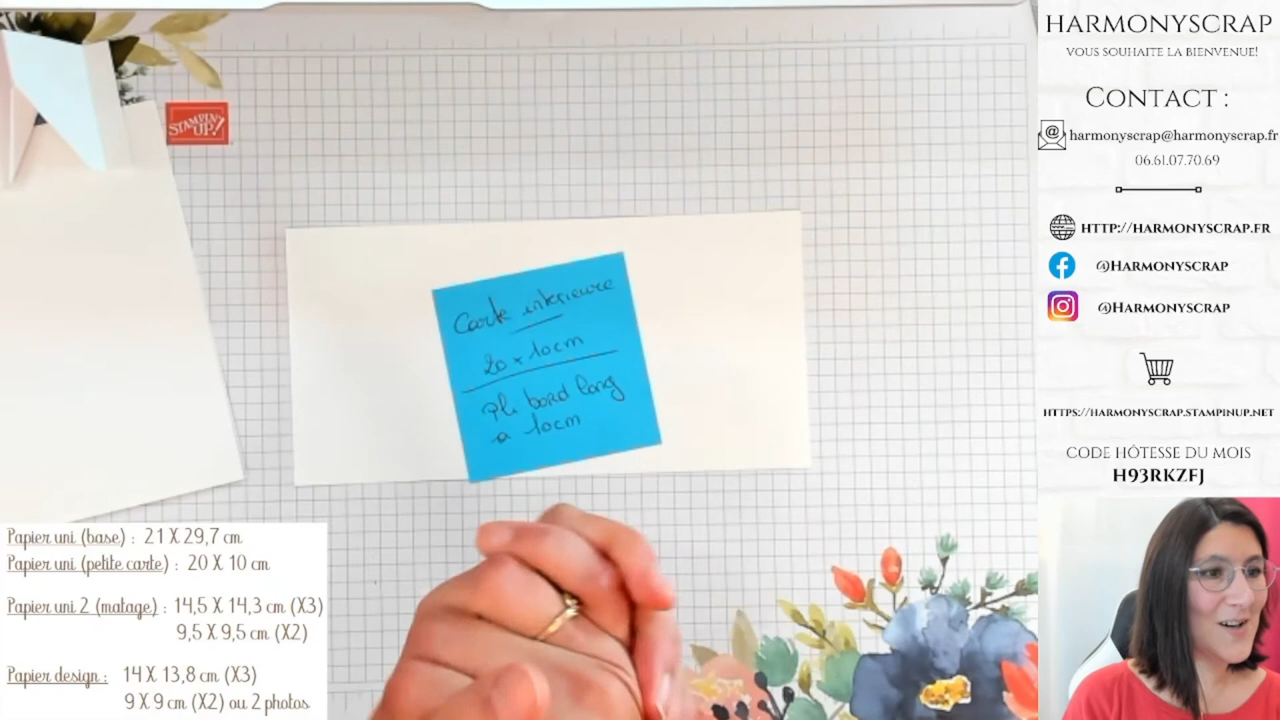 STAMPIN'
UP!
Carte intérieure
20 x 10cm
Pli bord long
a 10cm
Papier uni (base) : 21 X 29,7 cm
Papier uni (petite carte) : 20 X 10 cm
Papier uni 2 (matage) : 14,5 X 14,3 cm (X3)
9,5 X 9,5 cm (X2)
Papier design : 14 X 13,8 cm (X3)
9 X 9 cm (X2) ou 2 photos
HARMONYSCRAP
VOUS SOUHAITE LA BIENVENUE!
CONTACT :
@
harmonyscrap@harmonyscrap.fr
06.61.07.70.69
HTTP://HARMONYSCRAP.FR
@HARMONYSCRAP
@HARMONYSCRAP
HTTPS://HARMONYSCRAP.STAMPINUP.NET
CODE HÔTESSE DU MOIS
H93RKZFJ